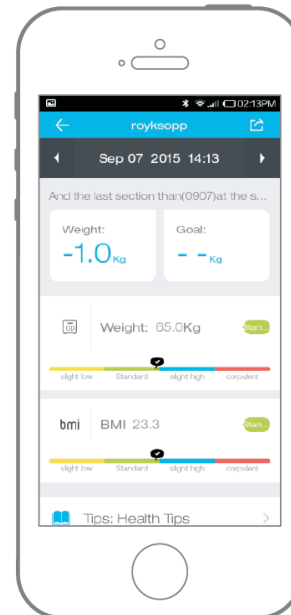 02:13PM
royksopp
Sep 07 2015 14:13
And the last section than(0907)at the s...
Weight: Goal:
-1.0Kg - -Kg
Weight: 65.0Kg Stan...
slight low Standard slight high corpulent
bmi BMI 23.3 Stan...
slight low Standard slight high corpulent
Tips: Health Tips